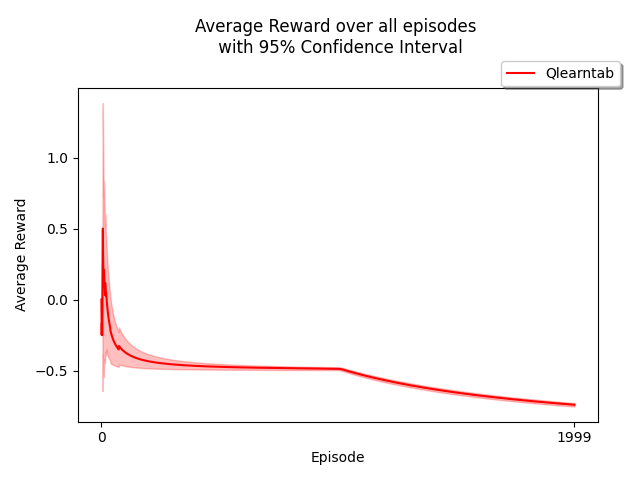 Average Reward over all episodes
with 95% Confidence Interval
Qlearntab
1.0
0.5
0.0
−0.5
Average Reward
0
1999
Episode